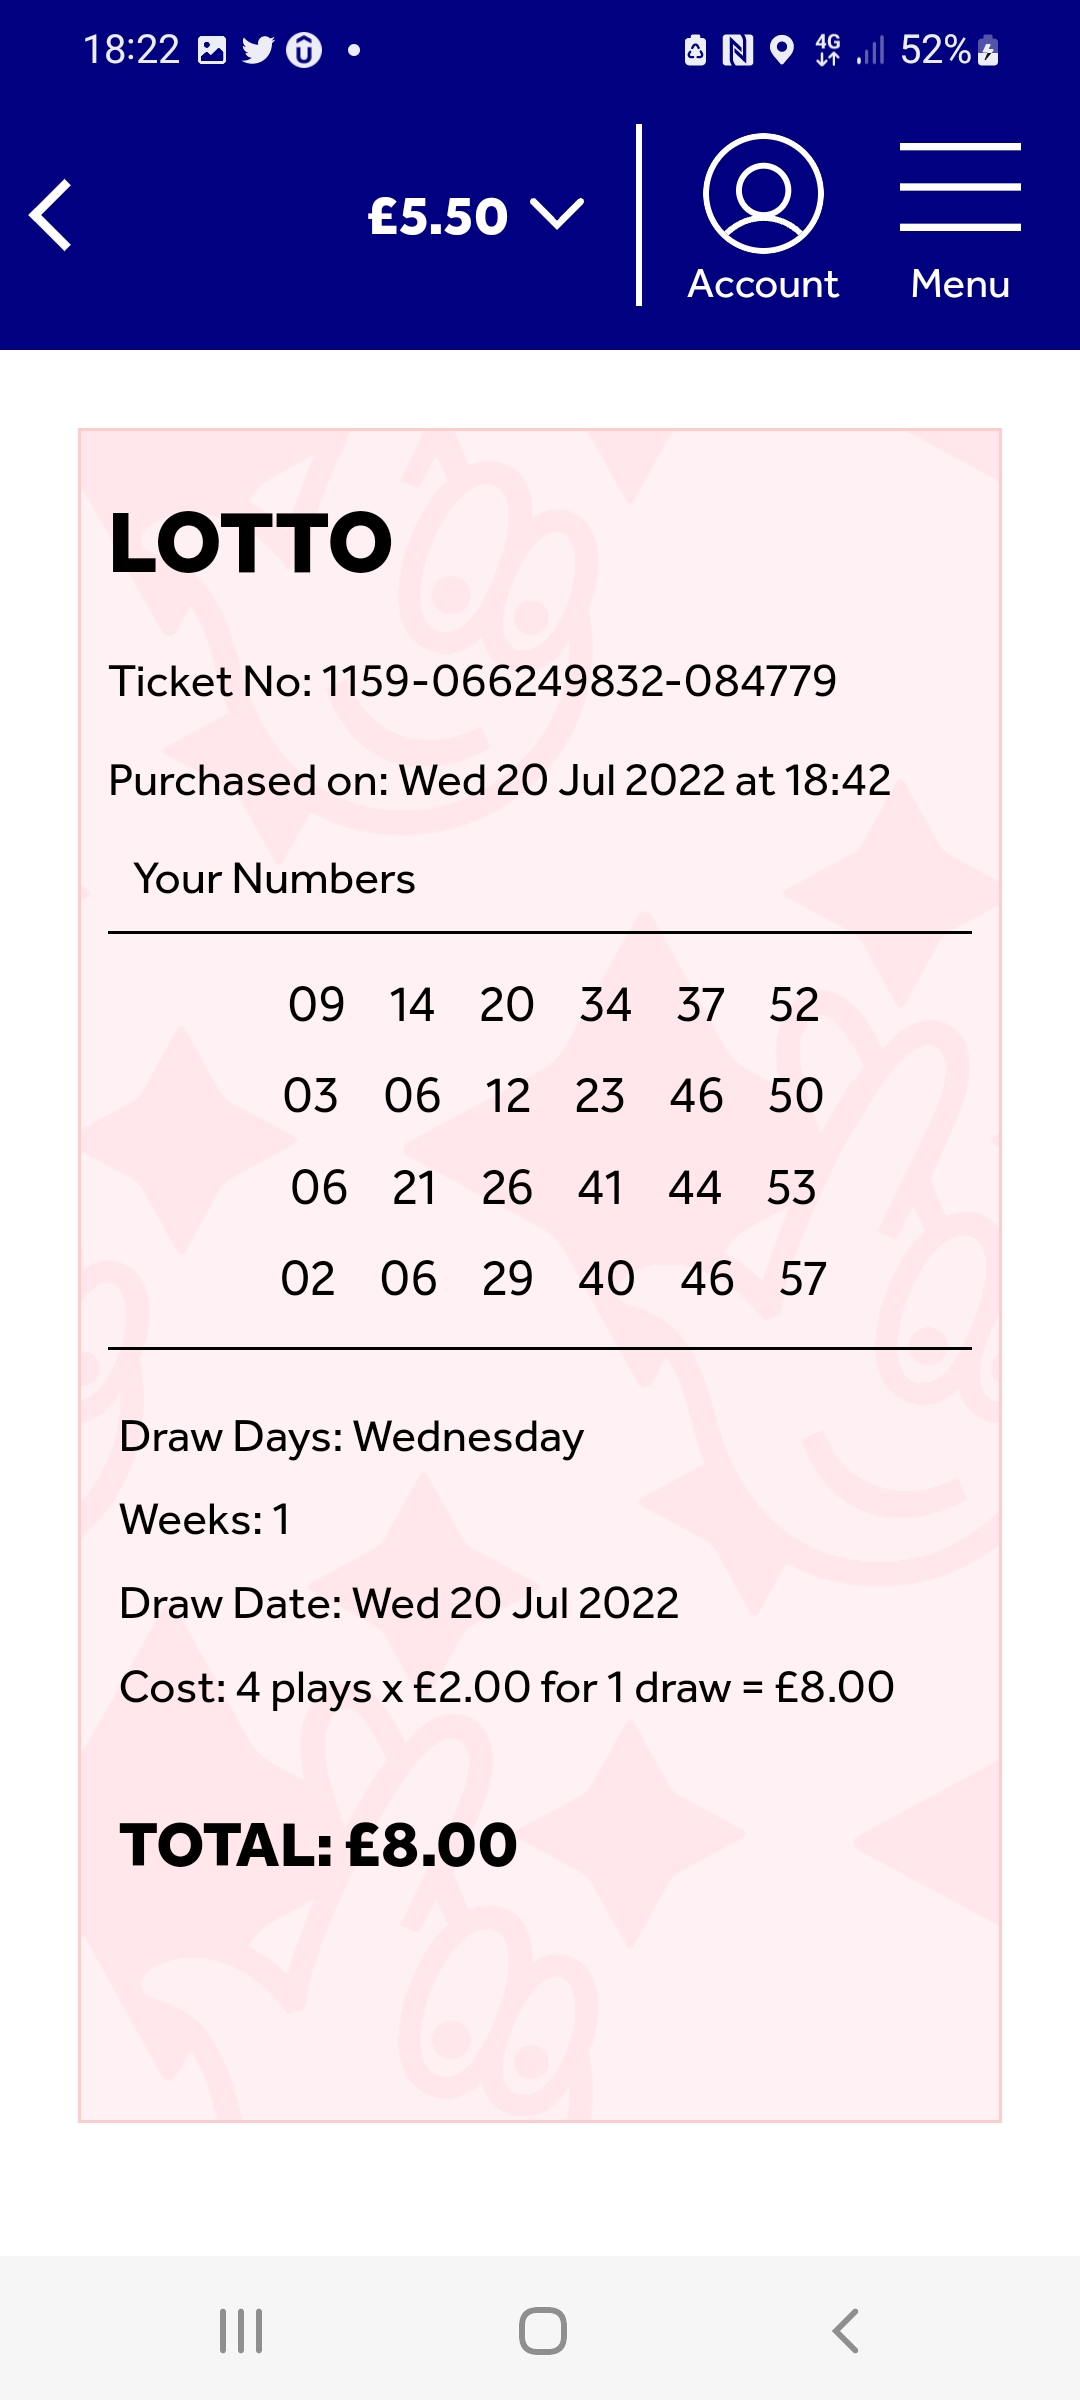 18:22 4G 52%
£5.50
Account Menu
LOTTO
Ticket No: 1159-066249832-084779
Purchased on: Wed 20 Jul 2022 at 18:42
Your Numbers
09 14 20 34 37 52
03 06 12 23 46 50
06 21 26 41 44 53
02 06 29 40 46 57
Draw Days: Wednesday
Weeks: 1
Draw Date: Wed 20 Jul 2022
Cost: 4 plays x £2.00 for 1 draw = £8.00
TOTAL: £8.00